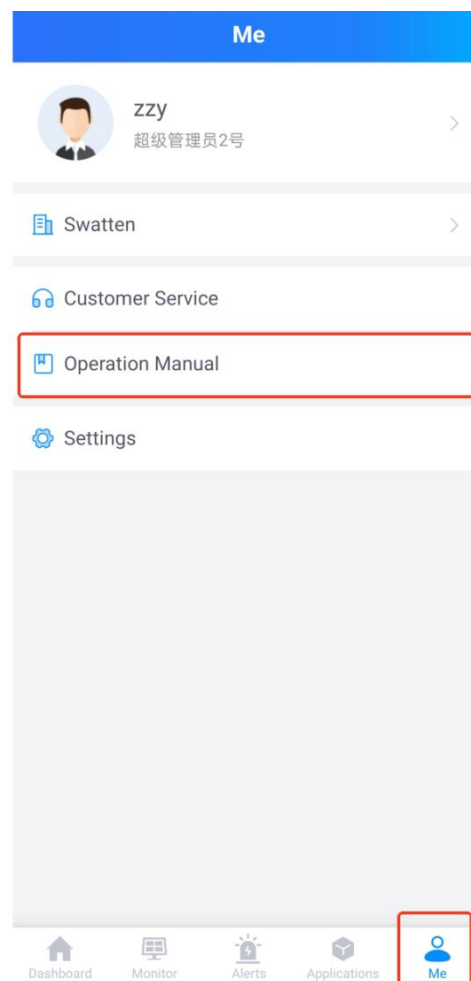 Me
zzy
超级管理员2号
Swatten
Customer Service
Operation Manual
Settings
Dashboard
Monitor
Alerts
Applications
Me